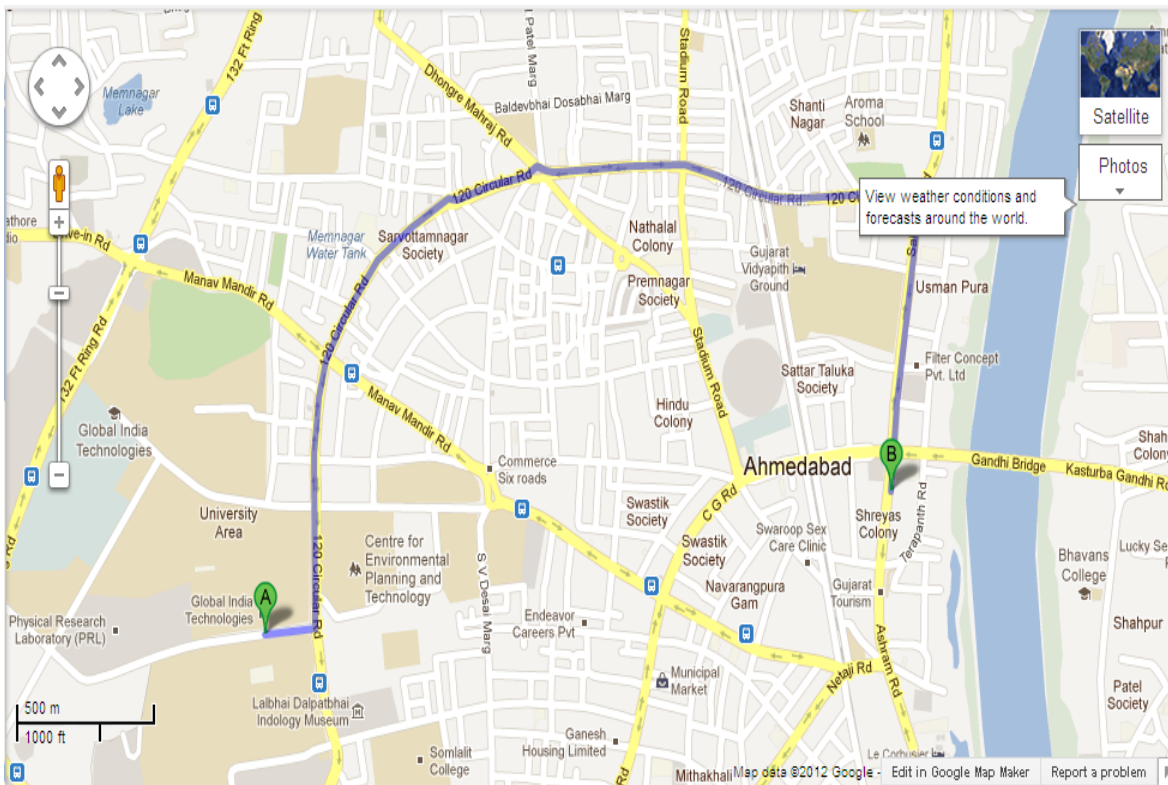 132 Ft Ring Rd
Memnagar
Lake
Dhongre Mahraj Rd
Patel Marg
Baldevbhai Dosabhai Marg
Stadium Road
Shanti
Nagar
Aroma
School
Satellite
Photos
View weather conditions and
forecasts around the world.
120 Circular Rd
120 Circular Rd
Memnagar
Water Tank
Sarvottamnagar
Society
Nathalal
Colony
Gujarat
Vidyapith
Ground
Premnagar
Society
Usman Pura
Manav Mandir Rd
120 Circular Rd
132 Ft Ring Rd
Stadium Road
Filter Concept
Pvt. Ltd
Sattar Taluka
Society
Manav Mandir Rd
Hindu
Colony
Global India
Technologies
B
Commerce
Six roads
Ahmedabad
Gandhi Bridge
Kasturba Gandhi Rd
C G Rd
Terapanth Rd
University
Area
Swastik
Society
Shreyas
Colony
Swaroop Sex
Care Clinic
120 Circular Rd
Centre for
Environmental
Planning and
Technology
Swastik
Society
Bhavans
College
S V Desai Marg
Navarangpura
Gam
Gujarat
Tourism
A
Global India
Technologies
Physical Research
Laboratory (PRL)
Endeavor
Careers Pvt
Shahpur
Ashram Rd
Municipal
Market
Netaji Rd
Lalbhai Dalpatbhai
Indology Museum
Patel
Society
500 m
1000 ft
Ganesh
Housing Limited
Somlalit
College
Le Corbusier
Mithakhali
Map data ©2012 Google -
Edit in Google Map Maker
Report a problem